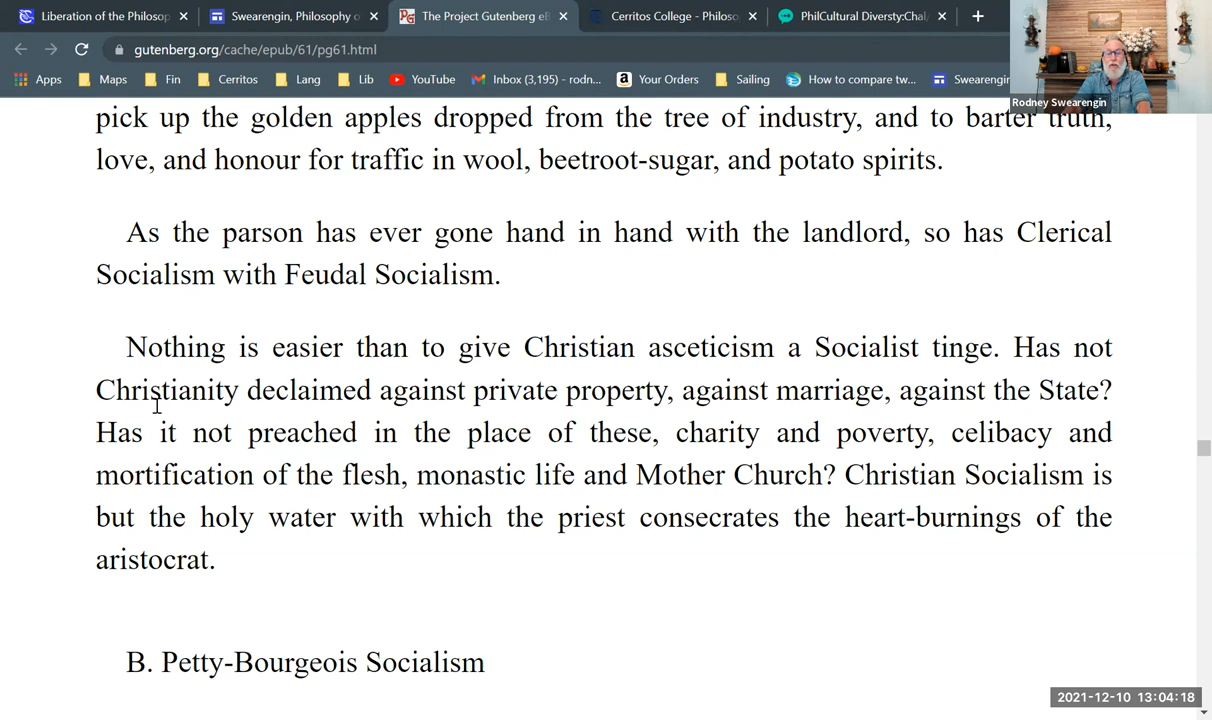 Liberation of the Philosop
Swearengin, Philosophy o
The Project Gutenberg eB
Cerritos College - Philoso
PhilCultural Diversty:Chal
gutenberg.org/cache/epub/61/pg61.html
Apps Maps Fin Cerritos Lang Lib YouTube Inbox (3,195) - rodn... Your Orders Sailing How to compare tw... Swearengin
Rodney Swearengin
pick up the golden apples dropped from the tree of industry, and to barter truth,
love, and honour for traffic in wool, beetroot-sugar, and potato spirits.
As the parson has ever gone hand in hand with the landlord, so has Clerical
Socialism with Feudal Socialism.
Nothing is easier than to give Christian asceticism a Socialist tinge. Has not
Christianity declaimed against private property, against marriage, against the State?
Has it not preached in the place of these, charity and poverty, celibacy and
mortification of the flesh, monastic life and Mother Church? Christian Socialism is
but the holy water with which the priest consecrates the heart-burnings of the
aristocrat.
B. Petty-Bourgeois Socialism
2021-12-10 13:04:18